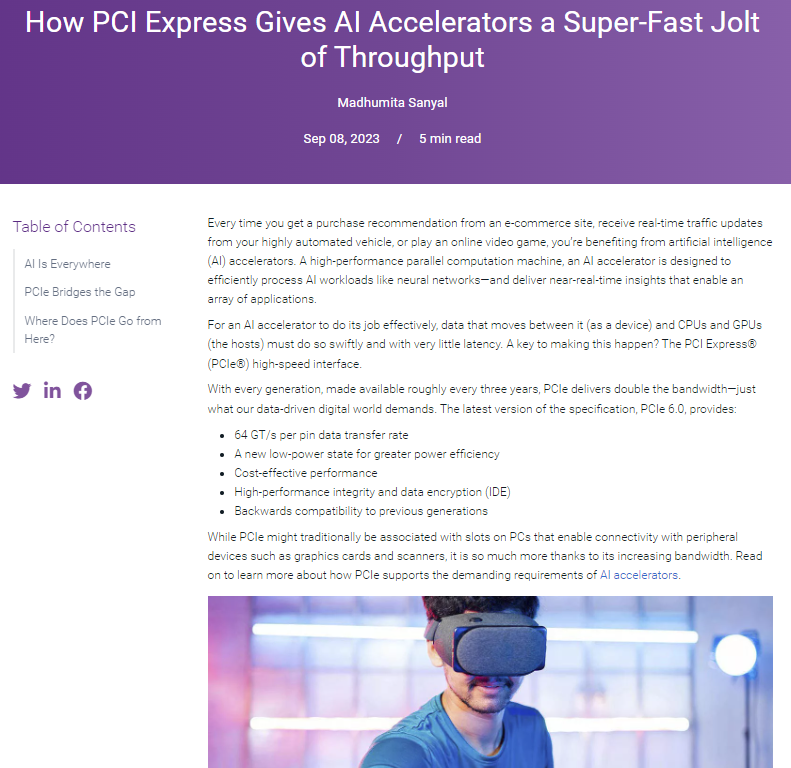 How PCI Express Gives AI Accelerators a Super-Fast Jolt
of Throughput
Madhumita Sanyal
Sep 08, 2023 / 5 min read
Table of Contents
AI Is Everywhere
PCIe Bridges the Gap
Where Does PCIe Go from
Here?
Every time you get a purchase recommendation from an e-commerce site, receive real-time traffic updates
from your highly automated vehicle, or play an online video game, you're benefiting from artificial intelligence
(AI) accelerators. A high-performance parallel computation machine, an AI accelerator is designed to
efficiently process AI workloads like neural networks—and deliver near-real-time insights that enable an
array of applications.
For an AI accelerator to do its job effectively, data that moves between it (as a device) and CPUs and GPUs
(the hosts) must do so swiftly and with very little latency. A key to making this happen? The PCI Express®
(PCIe®) high-speed interface.
With every generation, made available roughly every three years, PCIe delivers double the bandwidth—just
what our data-driven digital world demands. The latest version of the specification, PCIe 6.0, provides:
• 64 GT/s per pin data transfer rate
• A new low-power state for greater power efficiency
• Cost-effective performance
• High-performance integrity and data encryption (IDE)
• Backwards compatibility to previous generations
While PCIe might traditionally be associated with slots on PCs that enable connectivity with peripheral
devices such as graphics cards and scanners, it is so much more thanks to its increasing bandwidth. Read
on to learn more about how PCIe supports the demanding requirements of AI accelerators.